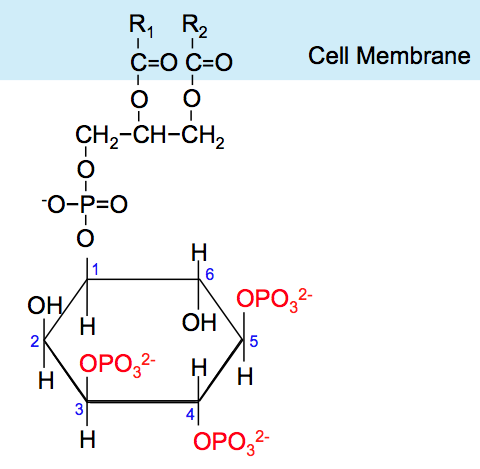 R₁ R₂
Cell Membrane
C=O C=O
O O
CH₂–CH–CH₂
O
⁻O–P=O
O
1 H 6
OH H OH OPO₃²⁻
2 5
H OPO₃²⁻ H H
3 4
H OPO₃²⁻